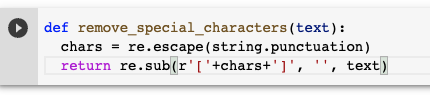 def remove_special_characters(text):
  chars = re.escape(string.punctuation)
  return re.sub(r'['+chars+']', '', text)